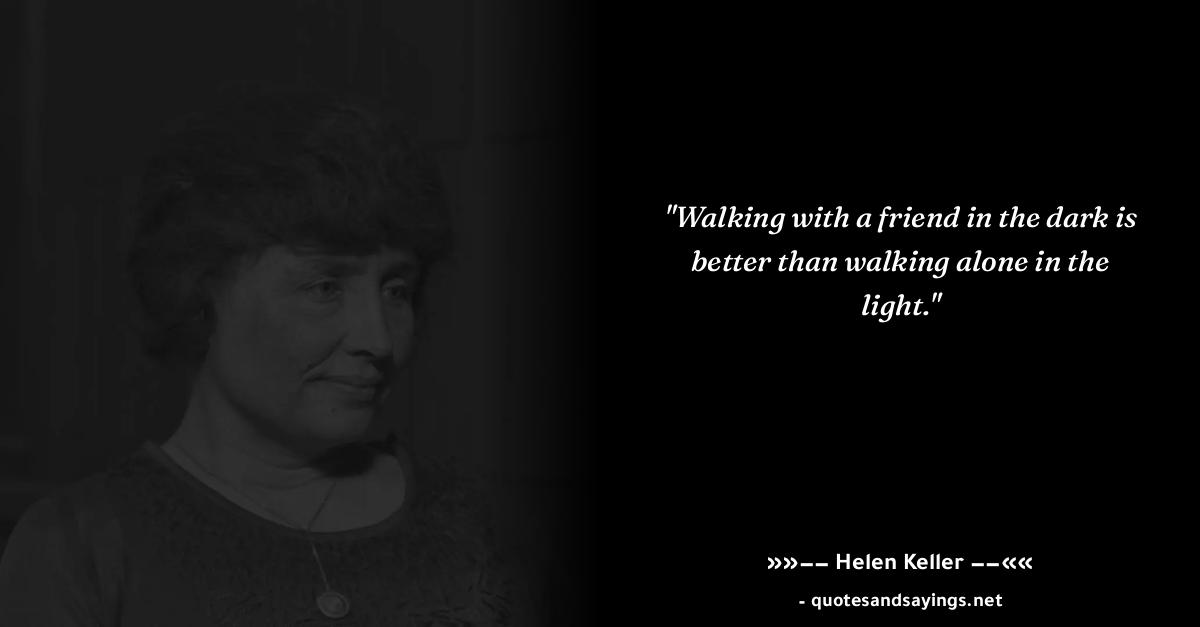 "Walking with a friend in the dark is
better than walking alone in the
light."
»»–– Helen Keller ––««
- quotesandsayings.net